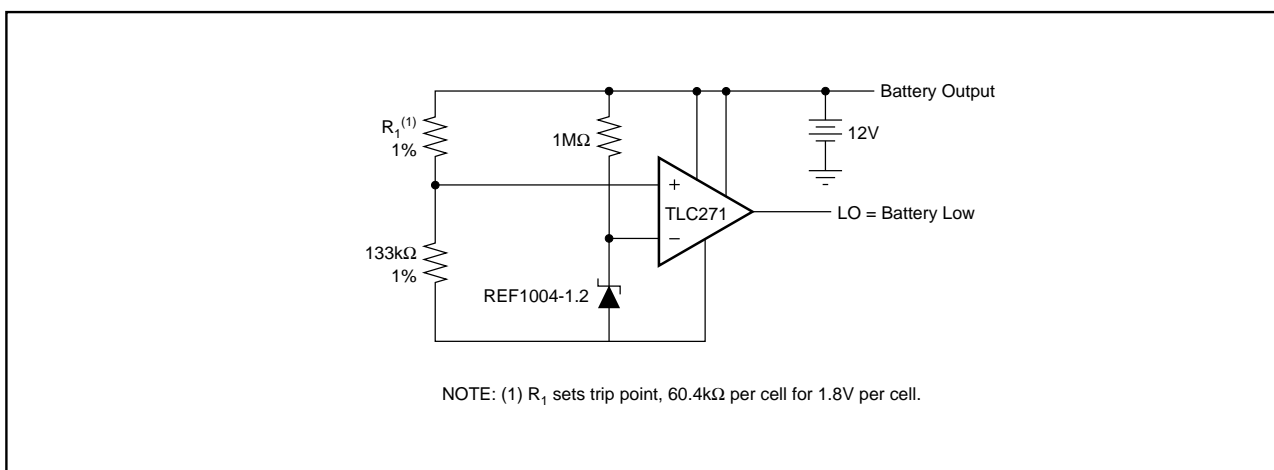 Battery Output
R₁⁽¹⁾
1%
1MΩ
12V
+
TLC271
−
LO = Battery Low
133kΩ
1%
REF1004-1.2
NOTE: (1) R₁ sets trip point, 60.4kΩ per cell for 1.8V per cell.